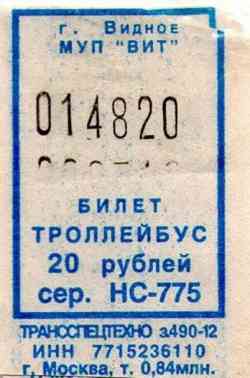 г. Видное
МУП "ВИТ"
014820
БИЛЕТ
ТРОЛЛЕЙБУС
20 рублей
сер. НС-775
ТРАНССПЕЦТЕХНО з490-12
ИНН 7715236110
г. Москва, т. 0,84млн.